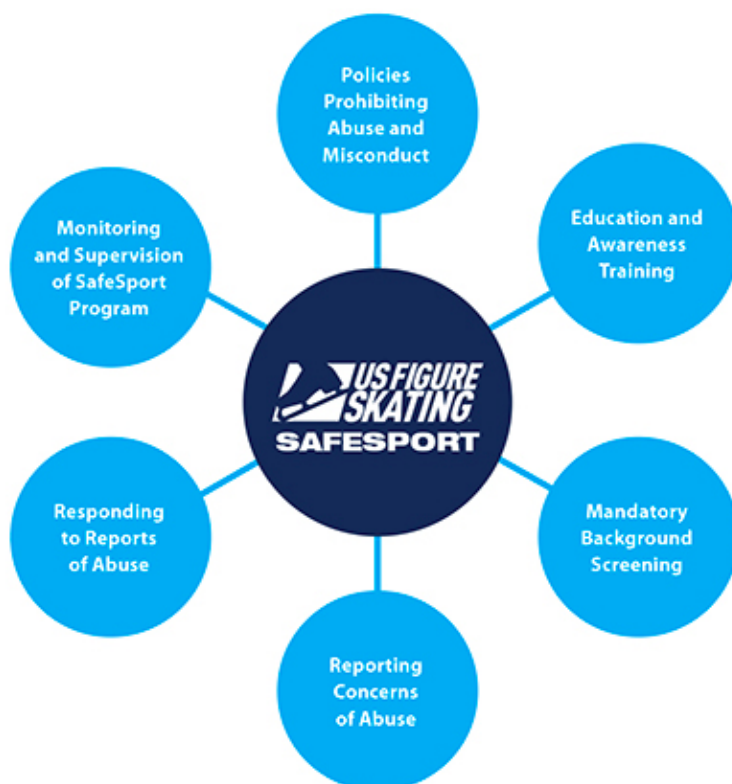 Policies
Prohibiting
Abuse and
Misconduct
Education and
Awareness
Training
Mandatory
Background
Screening
Reporting
Concerns
of Abuse
Responding
to Reports
of Abuse
Monitoring
and Supervision
of SafeSport
Program
US FIGURE
SKATING
SAFESPORT